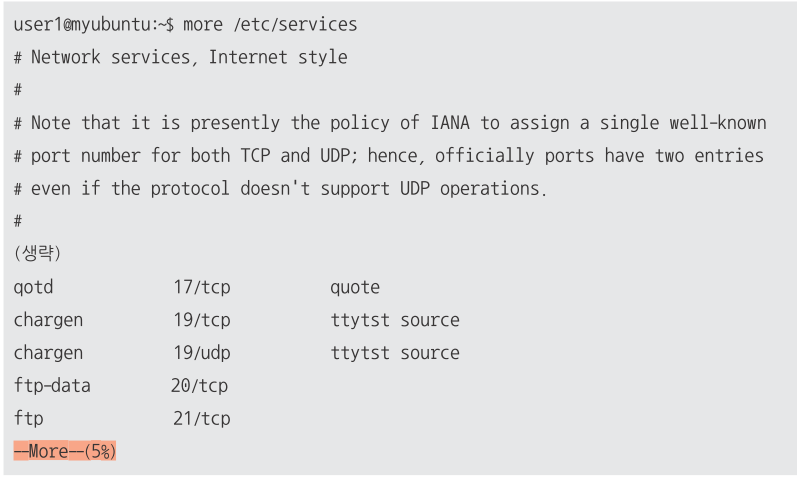 user1@myubuntu:~$ more /etc/services
# Network services, Internet style
#
# Note that it is presently the policy of IANA to assign a single well-known
# port number for both TCP and UDP; hence, officially ports have two entries
# even if the protocol doesn't support UDP operations.
#
(생략)
qotd 17/tcp quote
chargen 19/tcp ttytst source
chargen 19/udp ttytst source
ftp-data 20/tcp
ftp 21/tcp
--More--(5%)